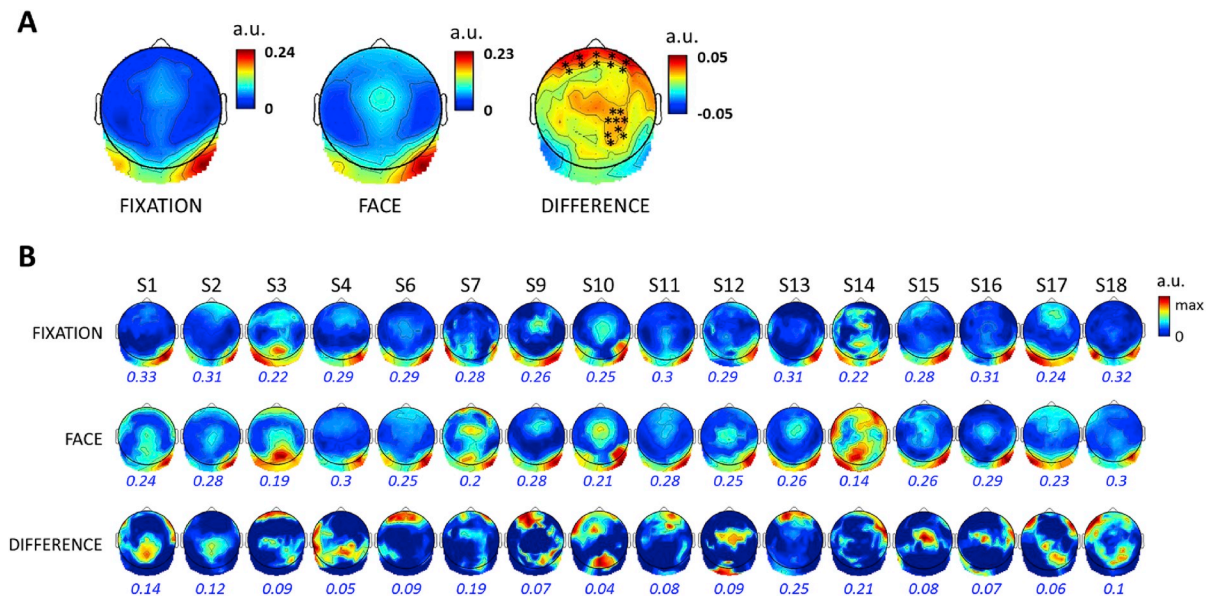 A
a.u.
0.24
0
a.u.
0.23
0
a.u.
0.05
-0.05
FIXATION FACE DIFFERENCE
B
S1 S2 S3 S4 S6 S7 S9 S10 S11 S12 S13 S14 S15 S16 S17 S18
a.u.
max
0
FIXATION
0.33 0.31 0.22 0.29 0.29 0.28 0.26 0.25 0.3 0.29 0.31 0.22 0.28 0.31 0.24 0.32
FACE
0.24 0.28 0.19 0.3 0.25 0.2 0.28 0.21 0.28 0.25 0.26 0.14 0.26 0.29 0.23 0.3
DIFFERENCE
0.14 0.12 0.09 0.05 0.09 0.19 0.07 0.04 0.08 0.09 0.25 0.21 0.08 0.07 0.06 0.1